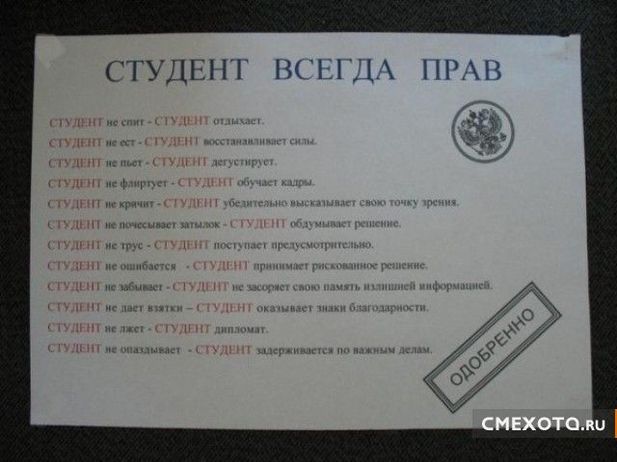 СТУДЕНТ ВСЕГДА ПРАВ
СТУДЕНТ не спит - СТУДЕНТ отдыхает.
СТУДЕНТ не ест - СТУДЕНТ восстанавливает силы.
СТУДЕНТ не пьет - СТУДЕНТ дегустирует.
СТУДЕНТ не флиртует - СТУДЕНТ обучает кадры.
СТУДЕНТ не кричит - СТУДЕНТ убедительно высказывает свою точку зрения.
СТУДЕНТ не почесывает затылок - СТУДЕНТ обдумывает решение.
СТУДЕНТ не трус - СТУДЕНТ поступает предусмотрительно.
СТУДЕНТ не ошибается - СТУДЕНТ принимает рискованное решение.
СТУДЕНТ не забывает - СТУДЕНТ не засоряет свою память излишней информацией.
СТУДЕНТ не дает взятки – СТУДЕНТ оказывает знаки благодарности.
СТУДЕНТ не лжет - СТУДЕНТ дипломат.
СТУДЕНТ не опаздывает - СТУДЕНТ задерживается по важным делам.
ОДОБРЕННО
СМЕХОТА.RU